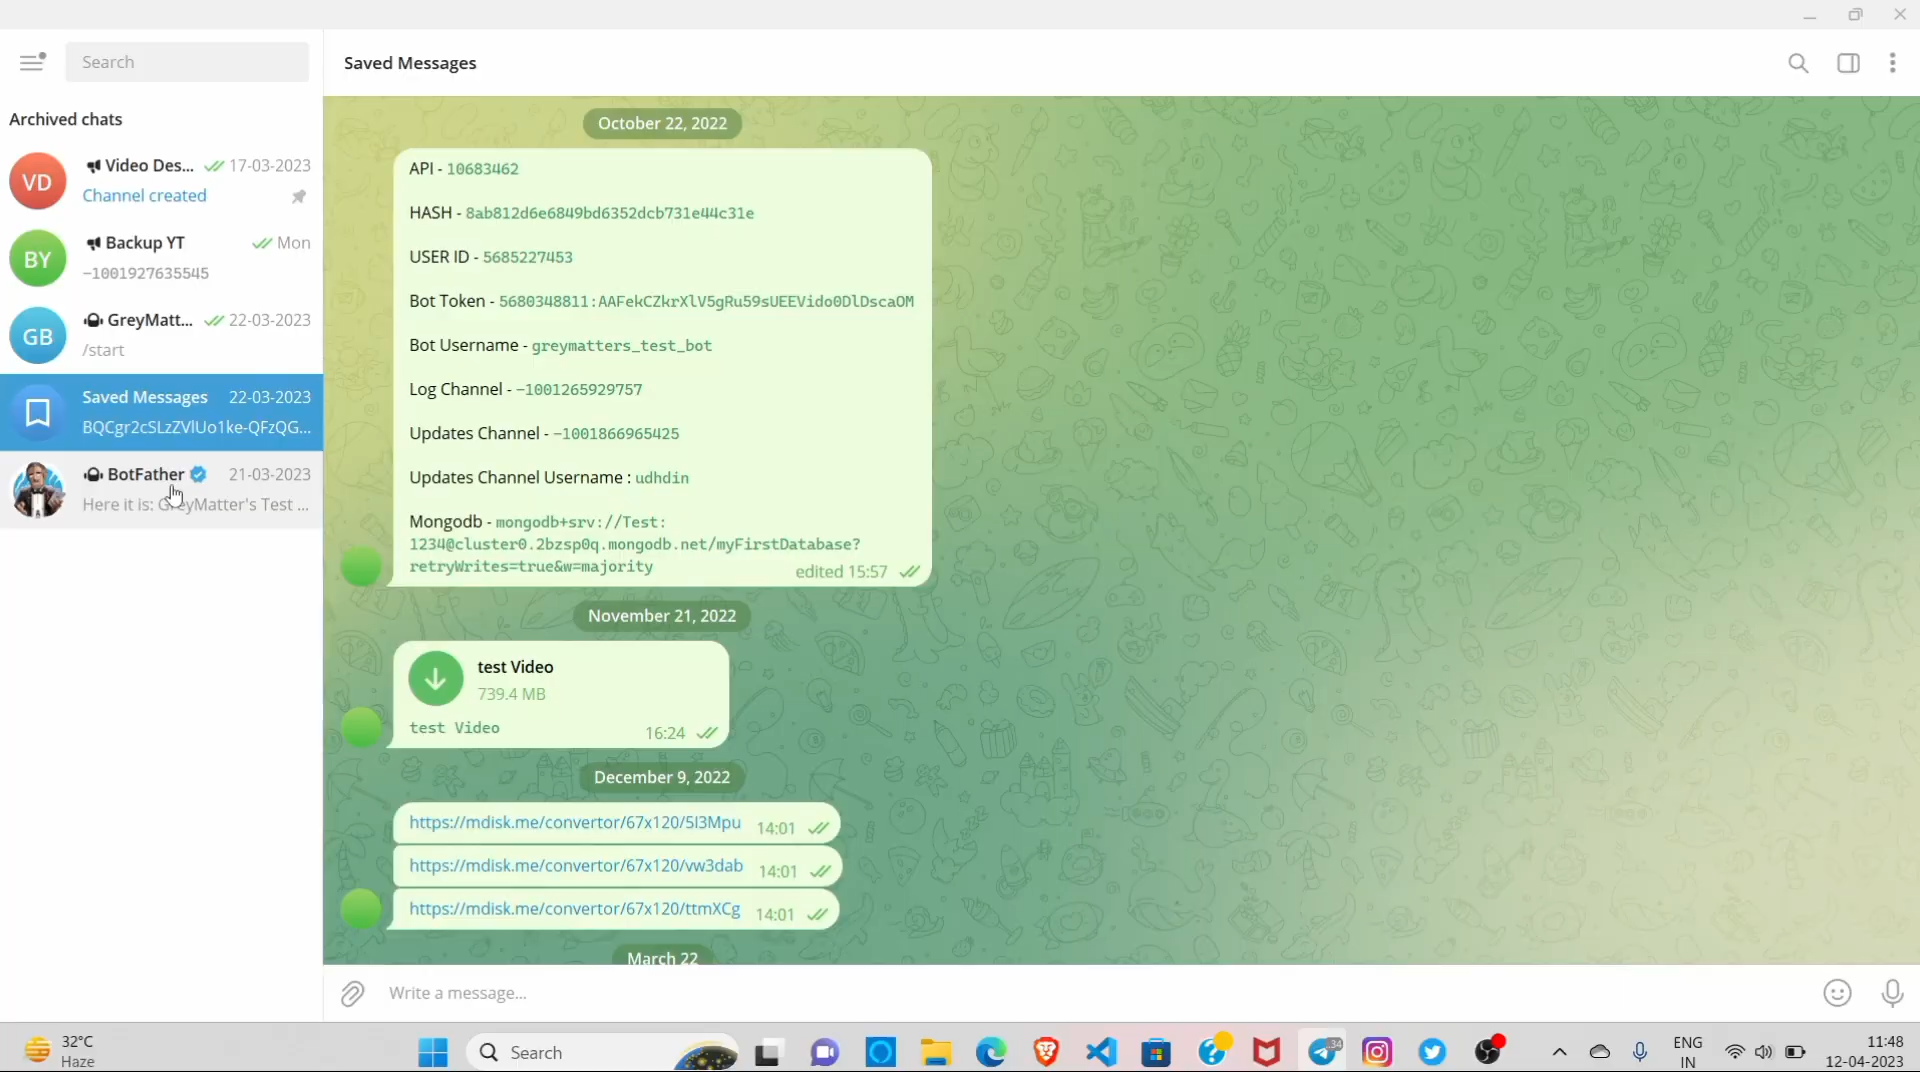 Search
Saved Messages
Archived chats
VD
Video Des... 17-03-2023
Channel created
BY
Backup YT Mon
-1001927635545
GB
GreyMatt... 22-03-2023
/start
Saved Messages 22-03-2023
BQCgr2cSLzZVlUo1ke-QFzQG...
BotFather 21-03-2023
Here it is: GreyMatter's Test ...
October 22, 2022
API - 10683462
HASH - 8ab812d6e6849bd6352dcb731e44c31e
USER ID - 5685227453
Bot Token - 5680348811:AAFekCZkrXlV5gRu59sUEEVido0DlDscaOM
Bot Username - greymatters_test_bot
Log Channel - -1001265929757
Updates Channel - -1001866965425
Updates Channel Username : udhdin
Mongodb - mongodb+srv://Test:
1234@cluster0.2bzsp0q.mongodb.net/myFirstDatabase?
retryWrites=true&w=majority
edited 15:57
November 21, 2022
test Video
739.4 MB
test Video
16:24
December 9, 2022
https://mdisk.me/convertor/67x120/5I3Mpu 14:01
https://mdisk.me/convertor/67x120/vw3dab 14:01
https://mdisk.me/convertor/67x120/ttmXCg 14:01
March 22
Write a message...
32°C
Haze
Search
34
ENG
IN
11:48
12-04-2023